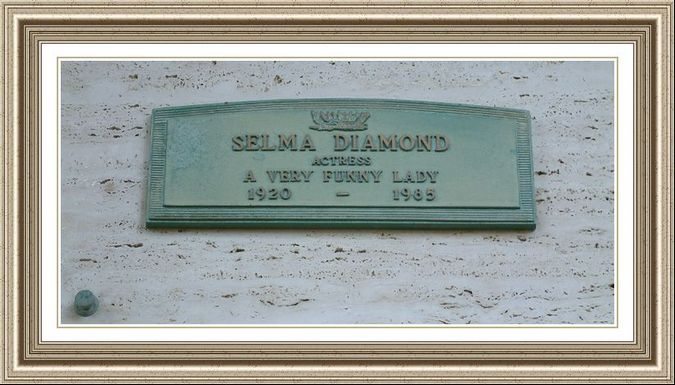 SELMA DIAMOND
ACTRESS
A VERY FUNNY LADY
1920 — 1985